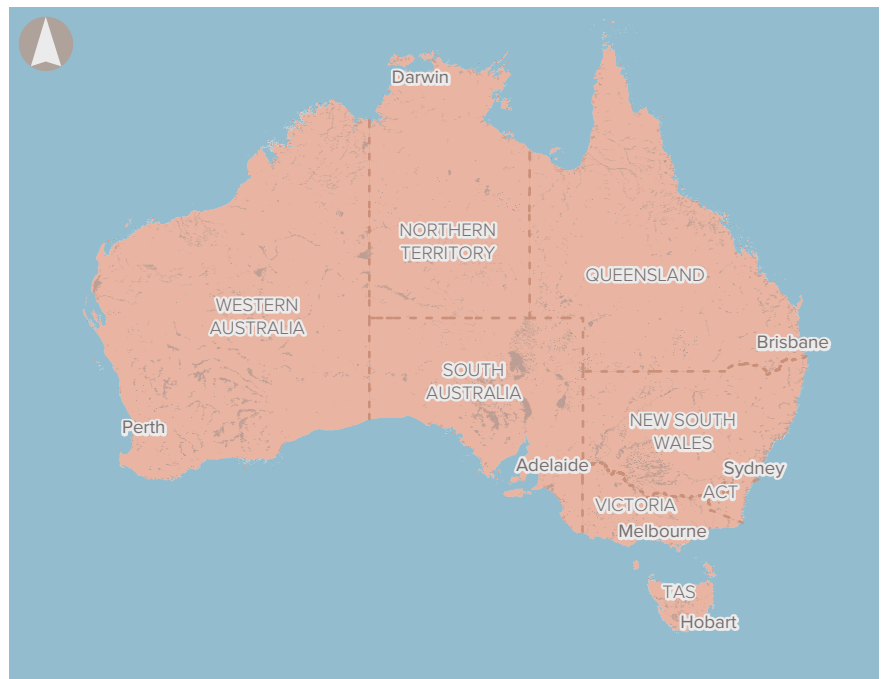 Darwin
NORTHERN
TERRITORY
QUEENSLAND
WESTERN
AUSTRALIA
Brisbane
SOUTH
AUSTRALIA
NEW SOUTH
WALES
Perth
Adelaide
Sydney
ACT
VICTORIA
Melbourne
TAS
Hobart